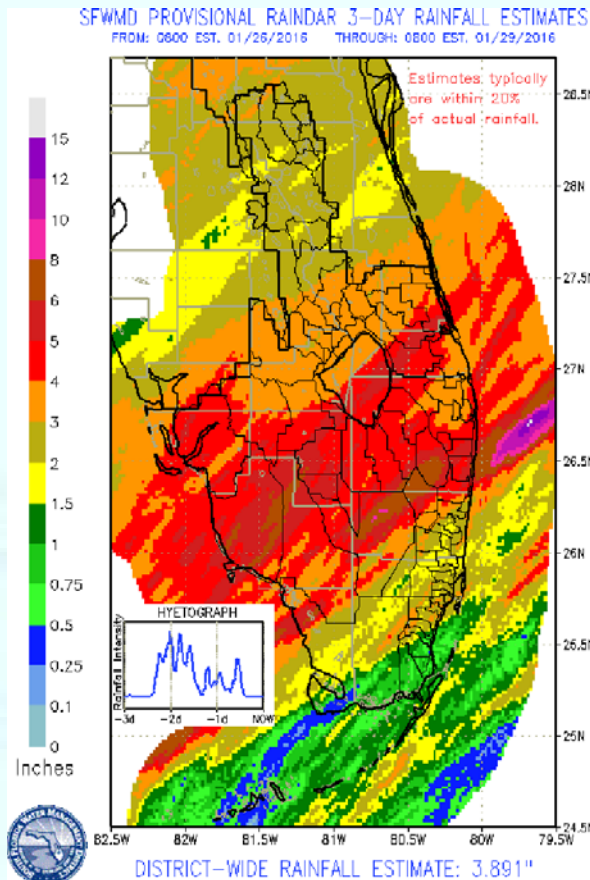 SFWMD PROVISIONAL RAINDAR 3-DAY RAINFALL ESTIMATES
FROM: 0800 EST. 01/26/2016 THROUGH: 0800 EST. 01/29/2016
Estimates typically
are within 20%
of actual rainfall.
15
12
10
8
6
5
4
3
2
1.5
1
0.75
0.5
0.25
0.1
0
Inches
28.5N
28N
27.5N
27N
26.5N
26N
25.5N
25N
24.5N
HYETOGRAPH
Rainfall Intensity
-3d -2d -1d NOW
82.5W 82W 81.5W 81W 80.5W 80W 79.5W
DISTRICT-WIDE RAINFALL ESTIMATE: 3.891"